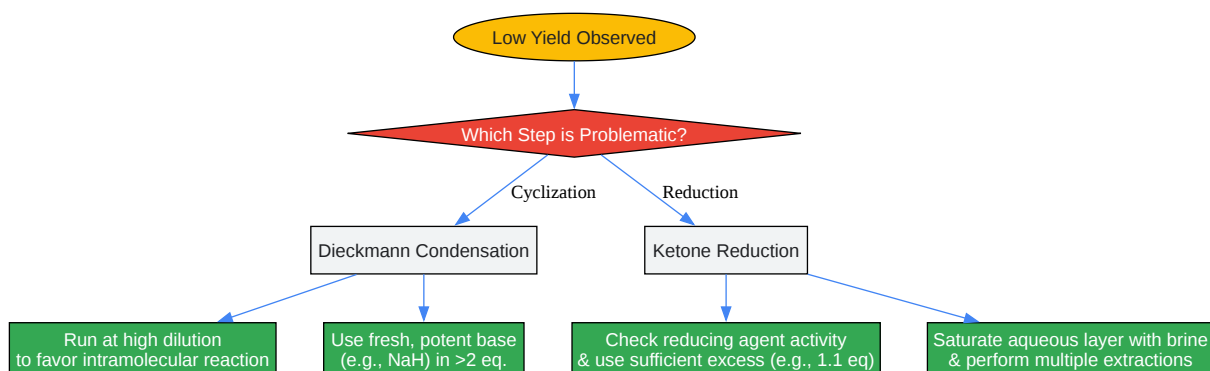 Low Yield Observed
Which Step is Problematic?
Cyclization
Reduction
Dieckmann Condensation
Ketone Reduction
Run at high dilution
to favor intramolecular reaction
Use fresh, potent base
(e.g., NaH) in >2 eq.
Check reducing agent activity
& use sufficient excess (e.g., 1.1 eq)
Saturate aqueous layer with brine
& perform multiple extractions